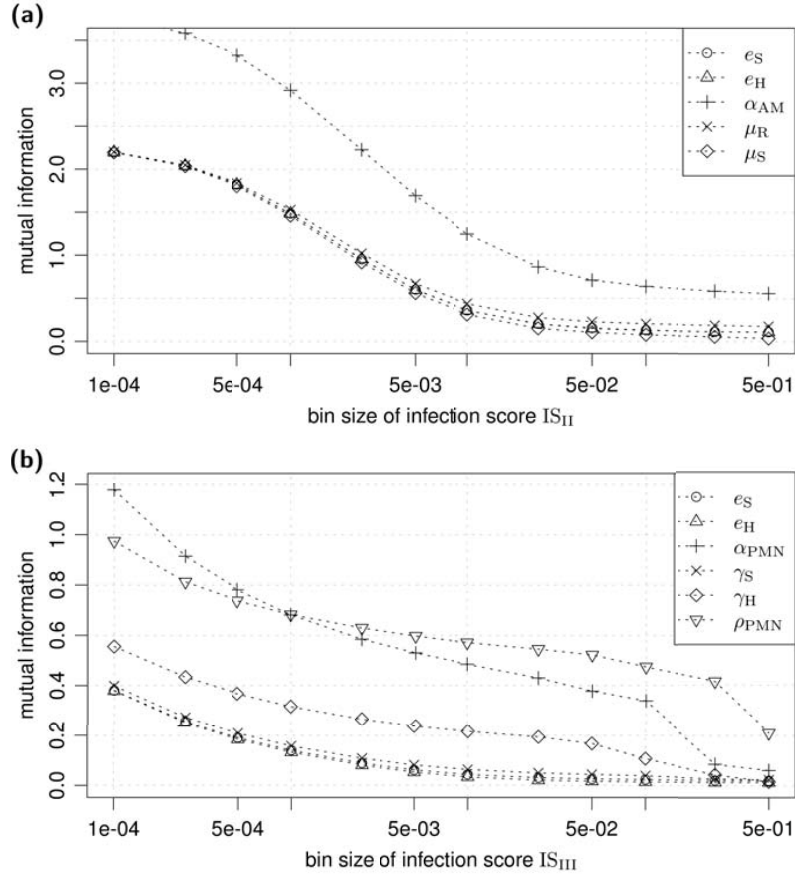 (a)
3.0
2.0
1.0
0.0
mutual information
e_S
e_H
α_AM
μ_R
μ_S
1e-04 5e-04 5e-03 5e-02 5e-01
bin size of infection score IS_II
(b)
1.2
1.0
0.8
0.6
0.4
0.2
0.0
mutual information
e_S
e_H
α_PMN
γ_S
γ_H
ρ_PMN
1e-04 5e-04 5e-03 5e-02 5e-01
bin size of infection score IS_III